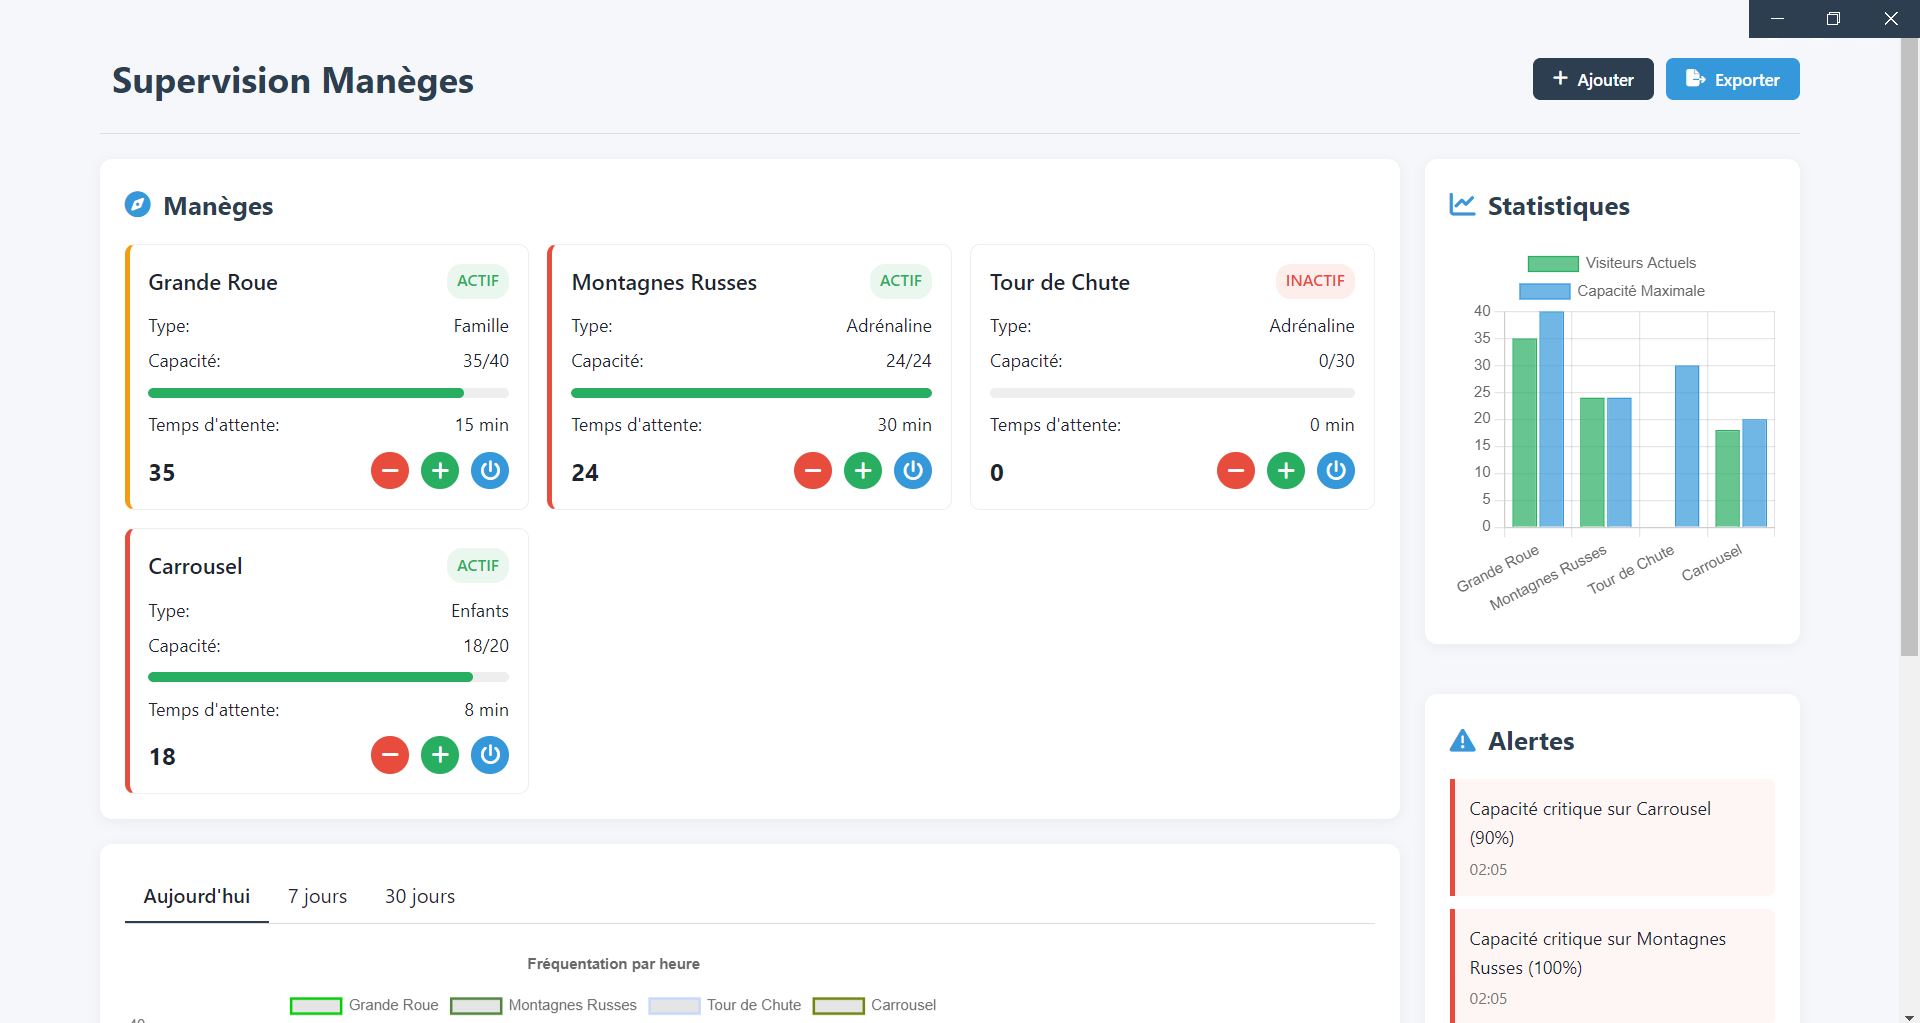 Supervision Manèges
Ajouter
Exporter
Manèges
Grande Roue
ACTIF
Type:
Famille
Capacité:
35/40
Temps d'attente:
15 min
35
Montagnes Russes
ACTIF
Type:
Adrénaline
Capacité:
24/24
Temps d'attente:
30 min
24
Tour de Chute
INACTIF
Type:
Adrénaline
Capacité:
0/30
Temps d'attente:
0 min
0
Carrousel
ACTIF
Type:
Enfants
Capacité:
18/20
Temps d'attente:
8 min
18
Statistiques
Visiteurs Actuels
Capacité Maximale
40
35
30
25
20
15
10
5
0
Grande Roue
Montagnes Russes
Tour de Chute
Carrousel
Alertes
Capacité critique sur Carrousel
(90%)
02:05
Capacité critique sur Montagnes
Russes (100%)
02:05
Aujourd'hui
7 jours
30 jours
Fréquentation par heure
Grande Roue
Montagnes Russes
Tour de Chute
Carrousel